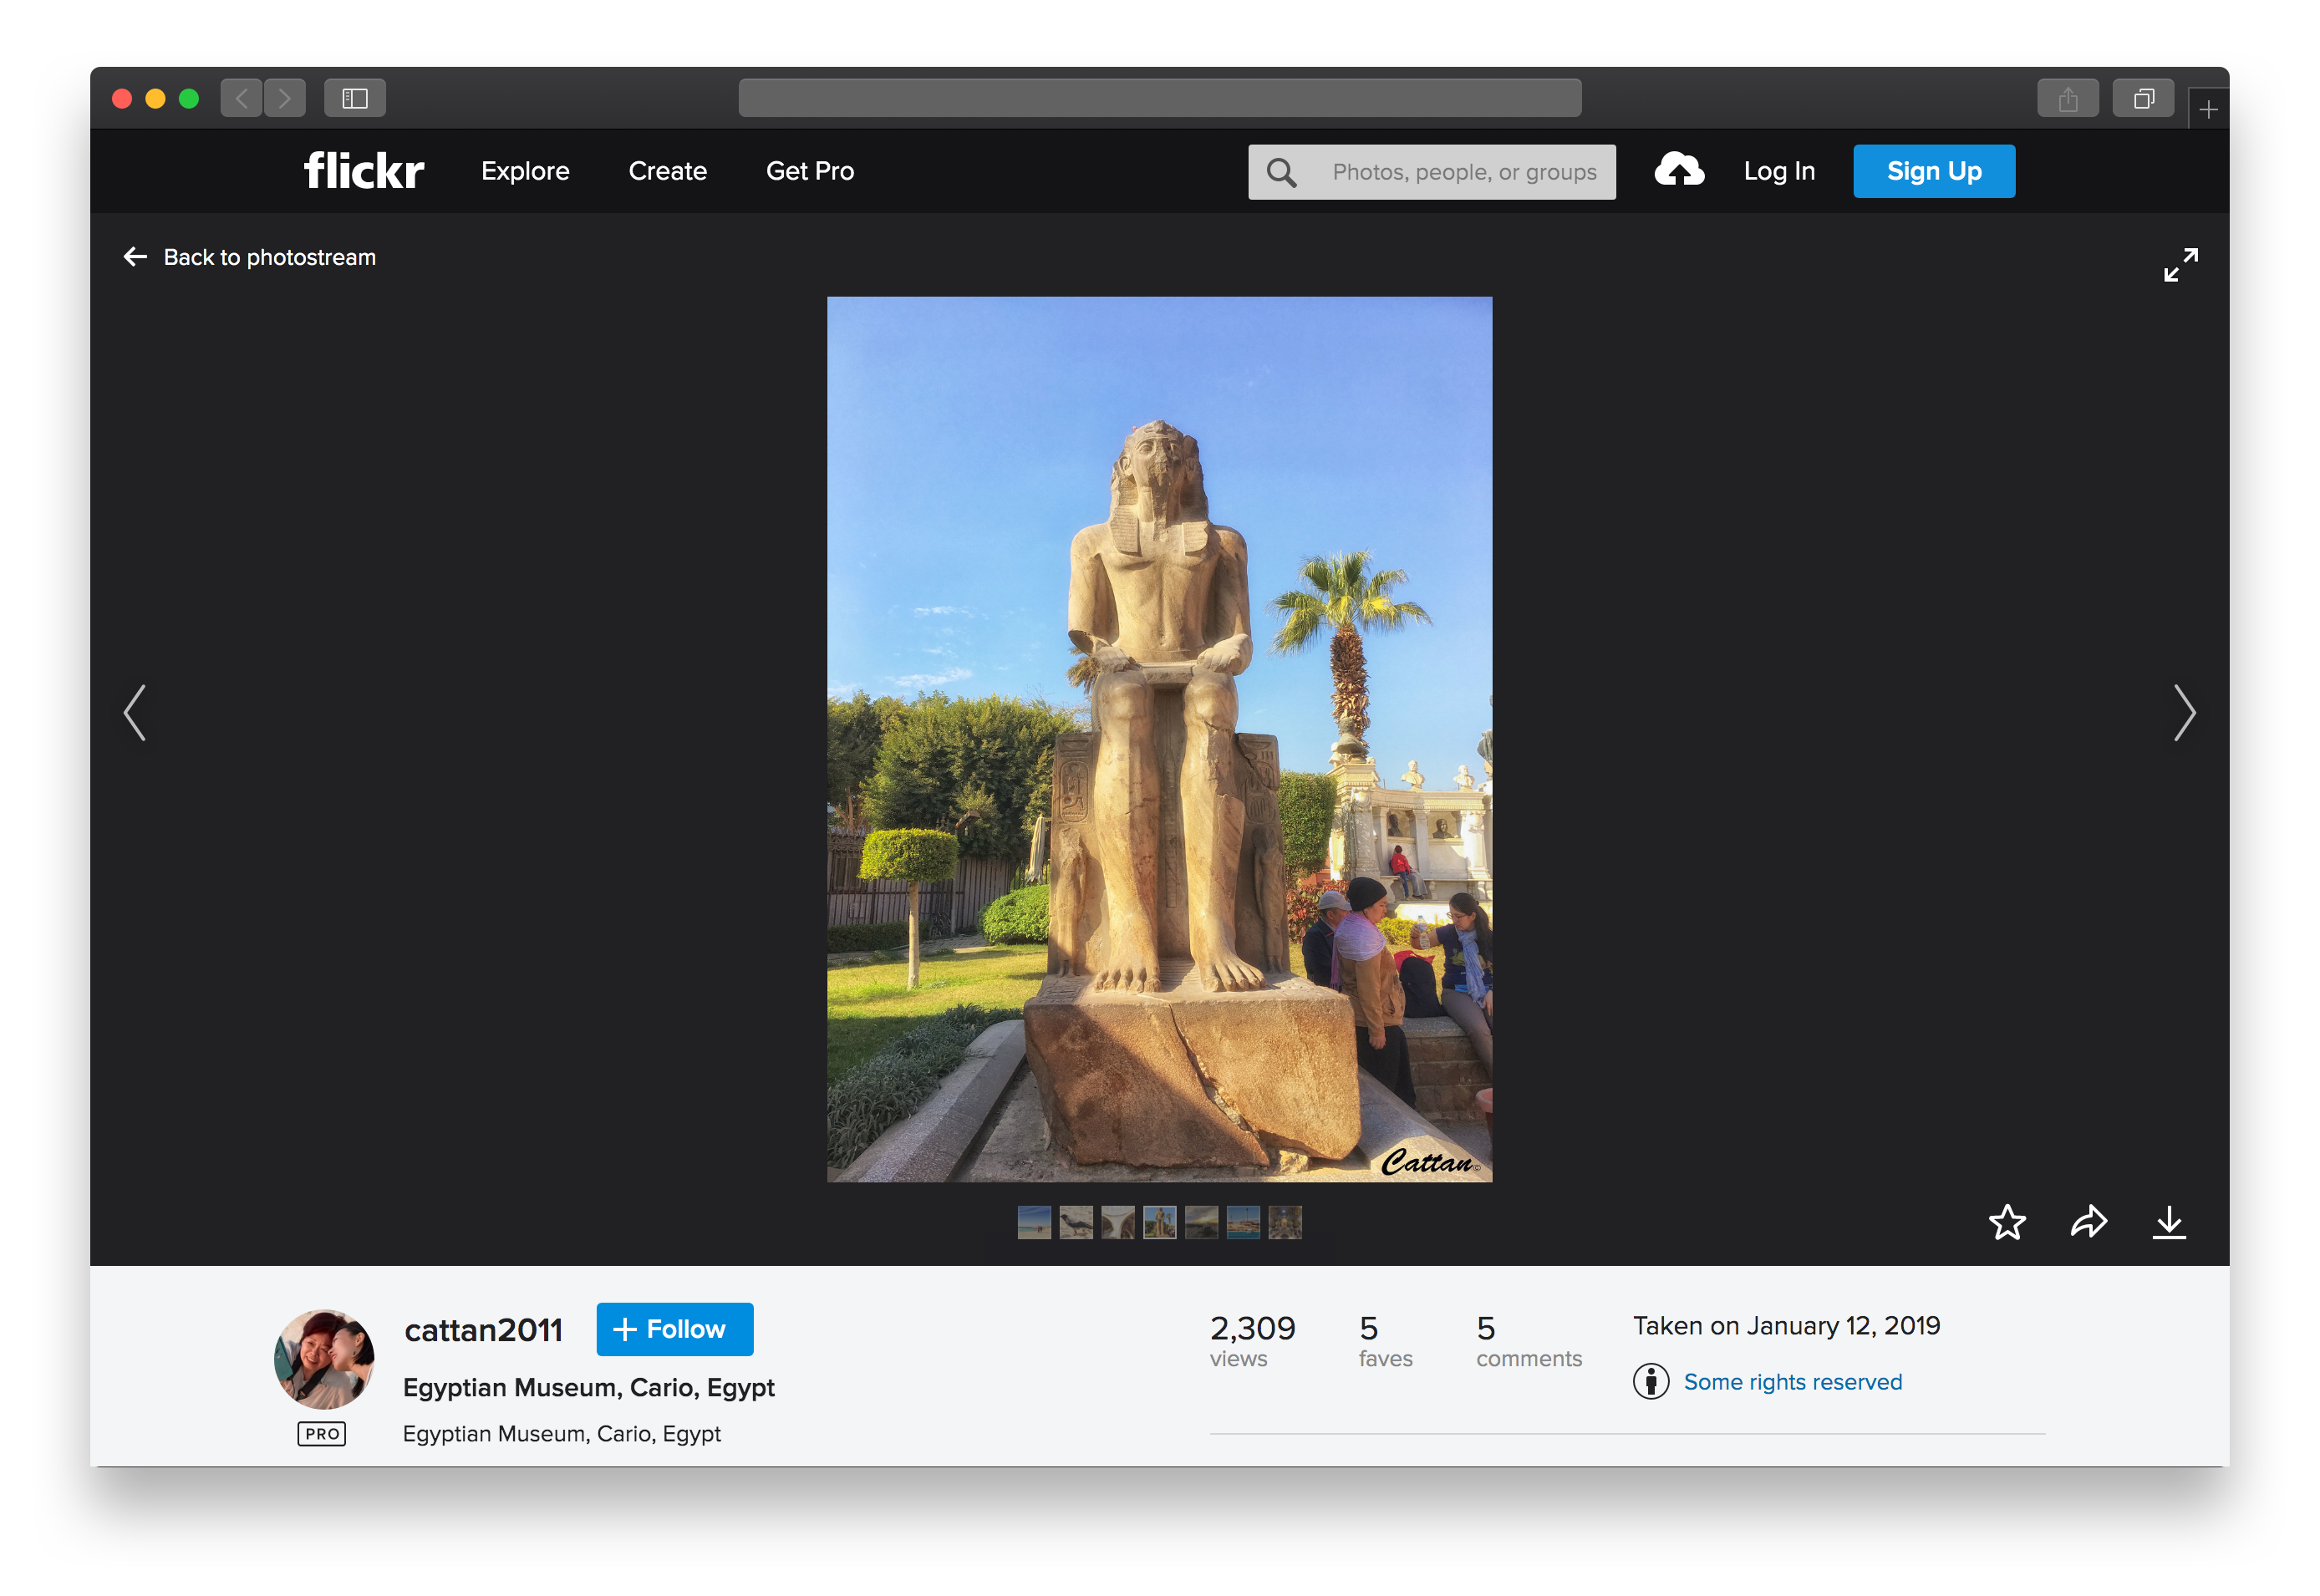 flickr Explore Create Get Pro Photos, people, or groups Log In Sign Up
Back to photostream
Cattan©
cattan2011 + Follow
Egyptian Museum, Cario, Egypt
Egyptian Museum, Cario, Egypt
PRO
2,309 views
5 faves
5 comments
Taken on January 12, 2019
Some rights reserved